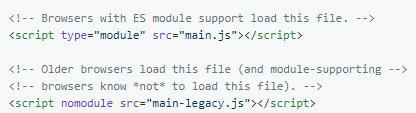 <!-- Browsers with ES module support load this file. -->
<script type="module" src="main.js"></script>
<!-- Older browsers load this file (and module-supporting -->
<!-- browsers know *not* to load this file). -->
<script nomodule src="main-legacy.js"></script>